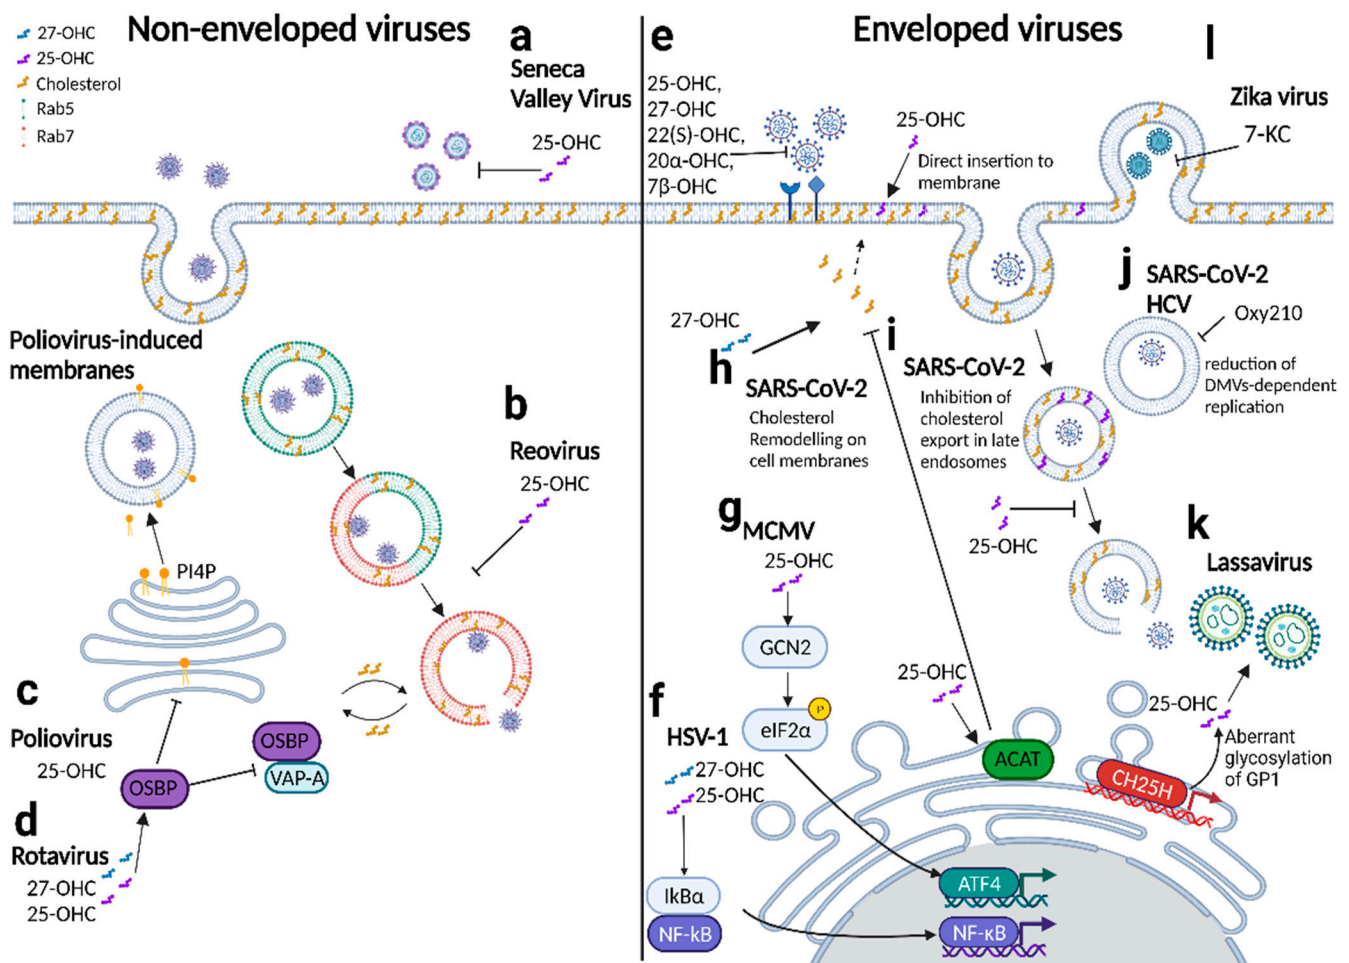 Non-enveloped viruses
27-OHC
25-OHC
Cholesterol
Rab5
Rab7
a
Seneca
Valley Virus
25-OHC
Poliovirus-induced
membranes
b
Reovirus
25-OHC
PI4P
c
Poliovirus
25-OHC
OSBP
OSBP
VAP-A
d
Rotavirus
27-OHC
25-OHC
Enveloped viruses
e
25-OHC,
27-OHC
22(S)-OHC,
20α-OHC,
7β-OHC
25-OHC
Direct insertion to
membrane
l
Zika virus
7-KC
j
SARS-CoV-2
HCV
Oxy210
reduction of
DMVs-dependent
replication
27-OHC
h
SARS-CoV-2
Cholesterol
Remodelling on
cell membranes
i
SARS-CoV-2
Inhibition of
cholesterol
export in late
endosomes
25-OHC
g
MCMV
25-OHC
GCN2
P
eIF2α
k
Lassavirus
25-OHC
Aberrant
glycosylation
of GP1
25-OHC
ACAT
CH25H
f
HSV-1
27-OHC
25-OHC
IkBα
NF-kB
ATF4
NF-κB